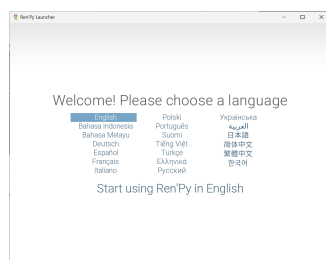 Ren'Py Launcher
Welcome! Please choose a language
English
Bahasa Indonesia
Bahasa Melayu
Deutsch
Español
Français
Italiano
Polski
Português
Suomi
Tiếng Việt
Türkçe
Ελληνικά
Русский
Українська
العربية
日本語
简体中文
繁體中文
한국어
Start using Ren'Py in English